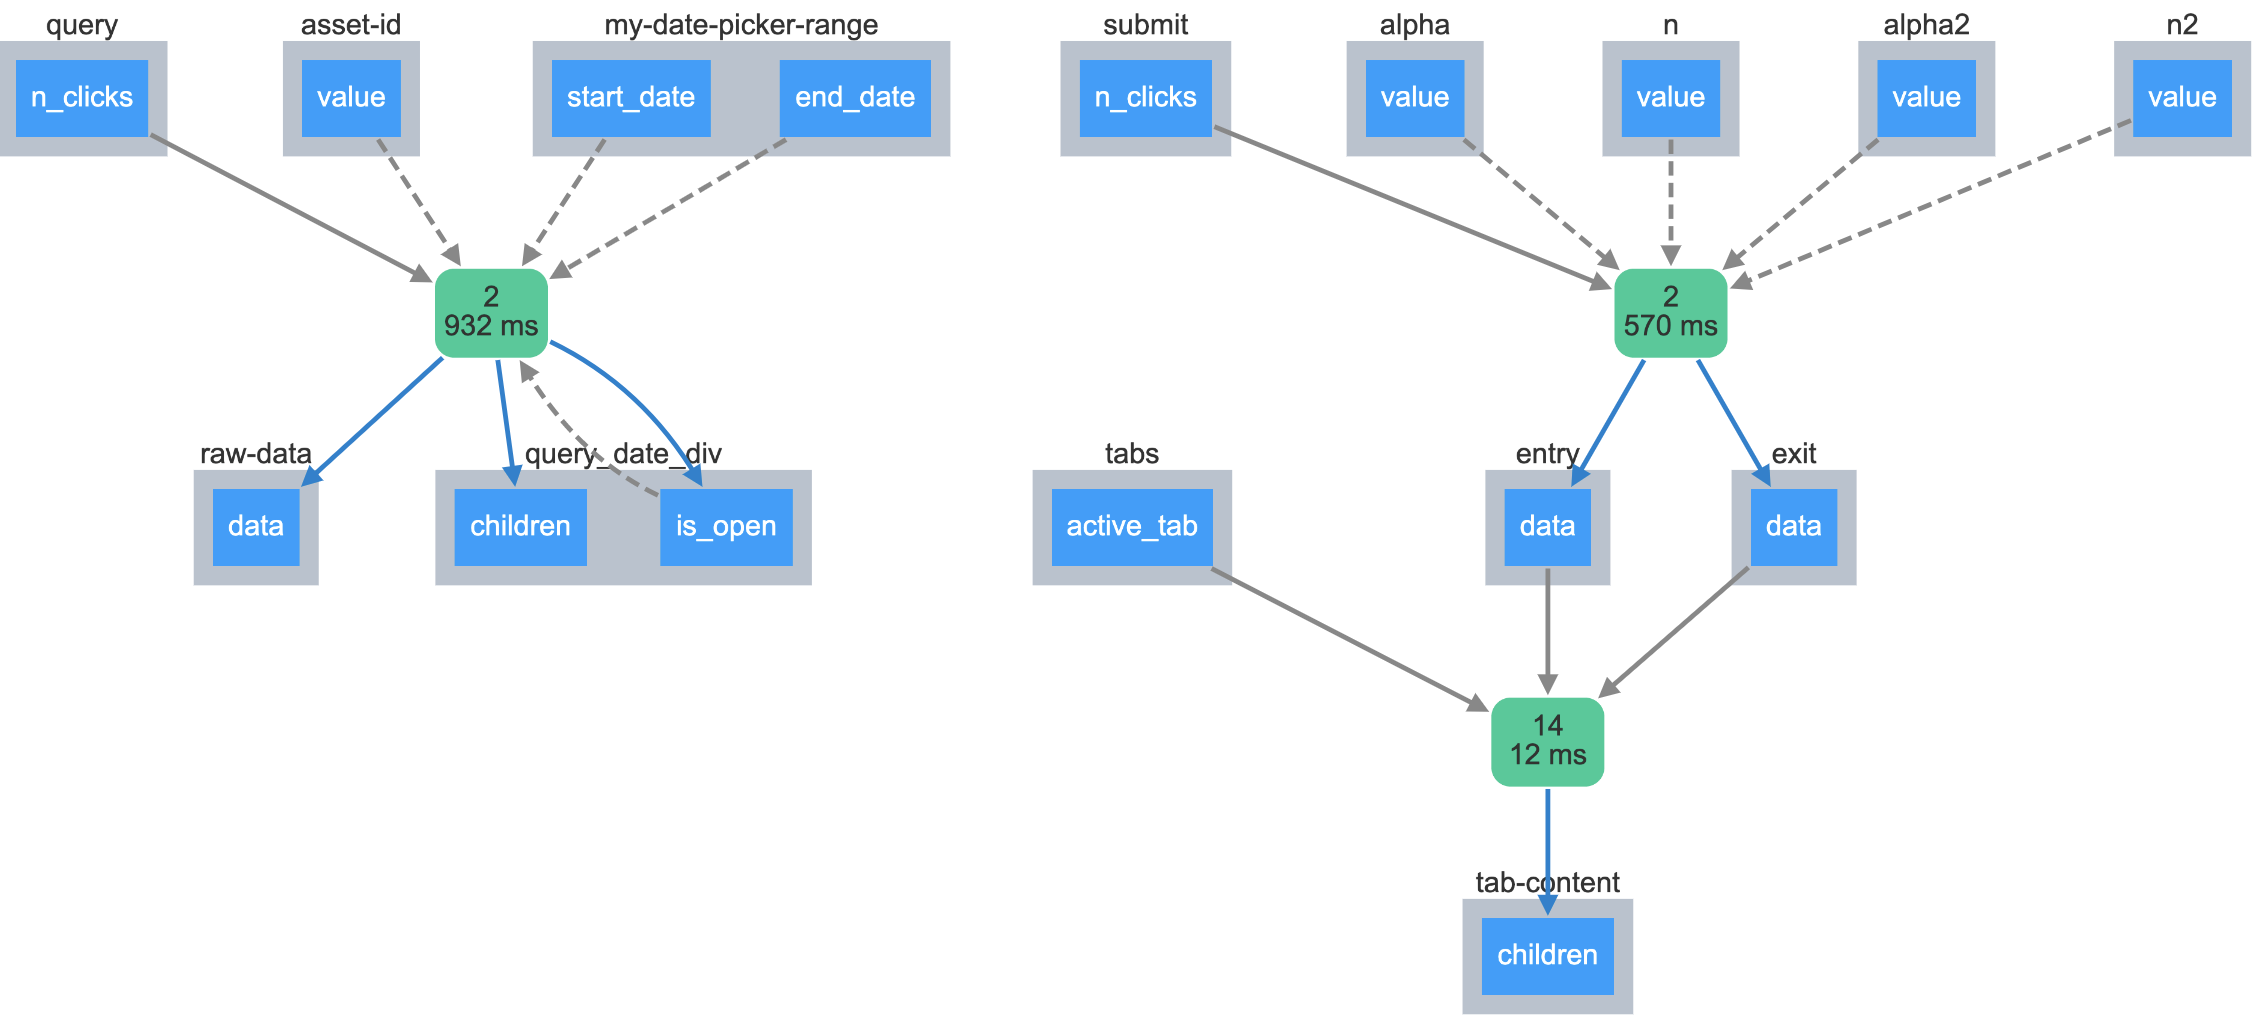 query
asset-id
my-date-picker-range
submit
alpha
n
alpha2
n2
n_clicks
value
start_date
end_date
n_clicks
value
value
value
value
2
932 ms
2
570 ms
raw-data
query_date_div
tabs
entry
exit
data
children
is_open
active_tab
data
data
14
12 ms
tab-content
children